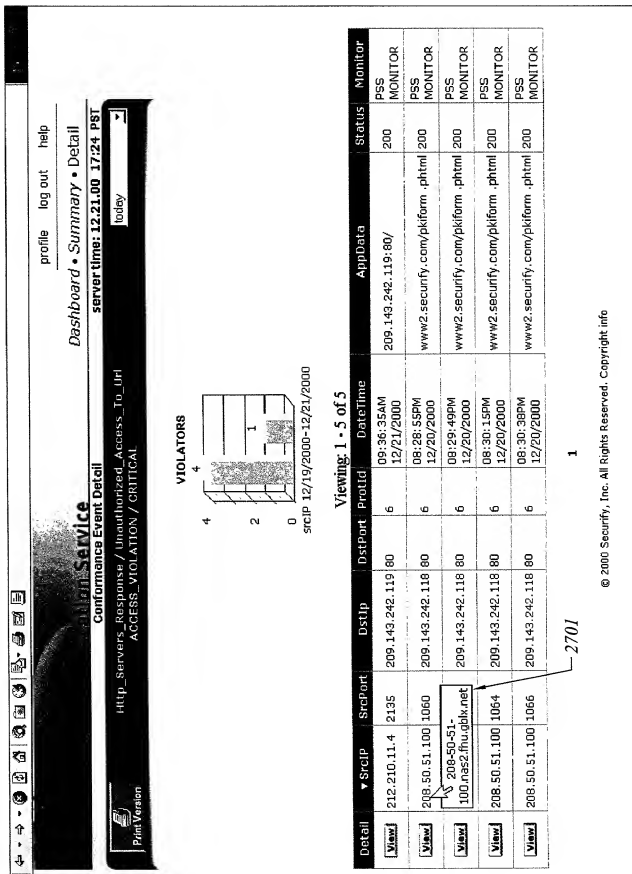 profile log out help
Dashboard • Summary • Detail
Service
Conformance Event Detail
server time: 12.21.00 17:24 PST
Print Version
Http_Servers_Response / Unauthorized_Access_To_Url
ACCESS_VIOLATION / CRITICAL
today
VIOLATORS
4
4
2
0
1
srcIP 12/19/2000-12/21/2000
Viewing: 1 - 5 of 5
Detail ▼ SrcIP SrcPort DstIp DstPort ProtId DateTime AppData Status Monitor
View 212.210.11.4 2135 209.143.242.119 80 6 09:36:35AM 12/21/2000 209.143.242.119:80/ 200 PSS MONITOR
View 208.50.51.100 1060 209.143.242.118 80 6 08:28:55PM 12/20/2000 www2.securify.com/pkiform .phtml 200 PSS MONITOR
View 209.143.242.118 80 6 08:29:49PM 12/20/2000 www2.securify.com/pkiform .phtml 200 PSS MONITOR
208-50-51-
100.nas2.fnu.gblx.net
View 208.50.51.100 1064 209.143.242.118 80 6 08:30:15PM 12/20/2000 www2.securify.com/pkiform .phtml 200 PSS MONITOR
View 208.50.51.100 1066 209.143.242.118 80 6 08:30:38PM 12/20/2000 www2.securify.com/pkiform .phtml 200 PSS MONITOR
2701
1
© 2000 Securify, Inc. All Rights Reserved. Copyright info